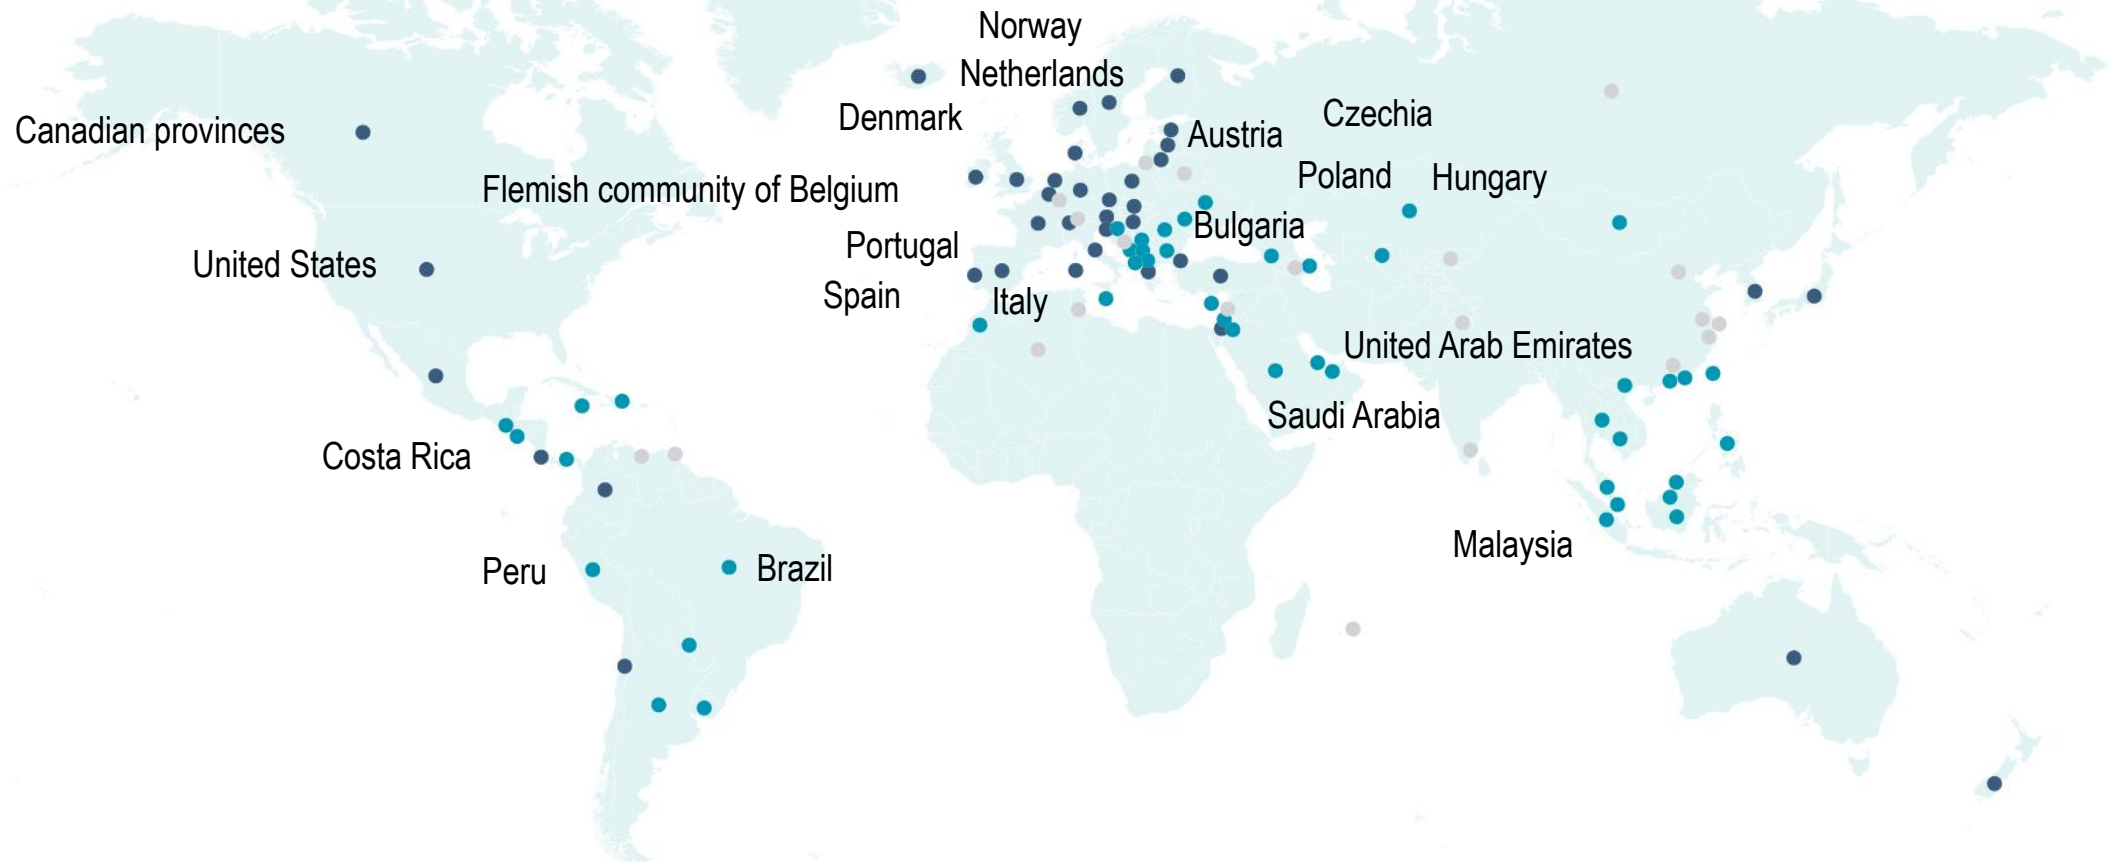 Norway
Netherlands
Denmark
Czechia
Canadian provinces
Austria
Flemish community of Belgium
Poland
Hungary
Bulgaria
Portugal
United States
Spain
Italy
United Arab Emirates
Saudi Arabia
Costa Rica
Malaysia
Peru
Brazil